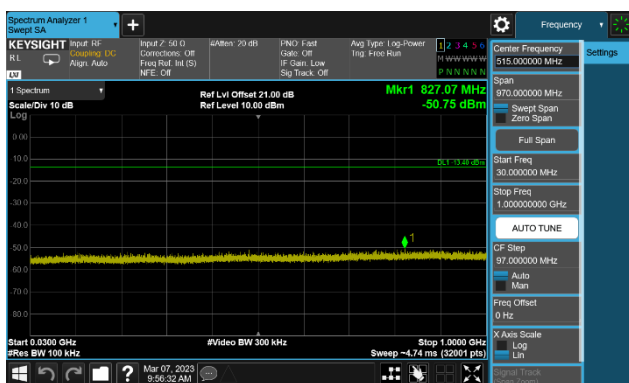 Spectrum Analyzer 1
Swept SA
Frequency
KEYSIGHT
Input: RF
Coupling: DC
Align: Auto
Input Z: 50 Ω
Corrections: Off
Freq Ref: Int (S)
NFE: Off
#Atten: 20 dB
PNO: Fast
Gate: Off
IF Gain: Low
Sig Track: Off
Avg Type: Log-Power
Trig: Free Run
1 2 3 4 5 6
M W W W W W
P N N N N N
R L
LXI
1 Spectrum
Scale/Div 10 dB
Log
Ref Lvl Offset 21.00 dB
Ref Level 10.00 dBm
Mkr1 827.07 MHz
-50.75 dBm
0.00
-10.0
-20.0
-30.0
-40.0
-50.0
-60.0
-70.0
-80.0
DL1 -13.40 dBm
1
Start 0.0300 GHz
#Res BW 100 kHz
#Video BW 300 kHz
Stop 1.0000 GHz
Sweep ~4.74 ms (32001 pts)
Mar 07, 2023
9:56:32 AM
Center Frequency
515.000000 MHz
Settings
Span
970.000000 MHz
Swept Span
Zero Span
Full Span
Start Freq
30.000000 MHz
Stop Freq
1.000000000 GHz
AUTO TUNE
CF Step
97.000000 MHz
Auto
Man
Freq Offset
0 Hz
X Axis Scale
Log
Lin
Signal Track
(Span Zoom)